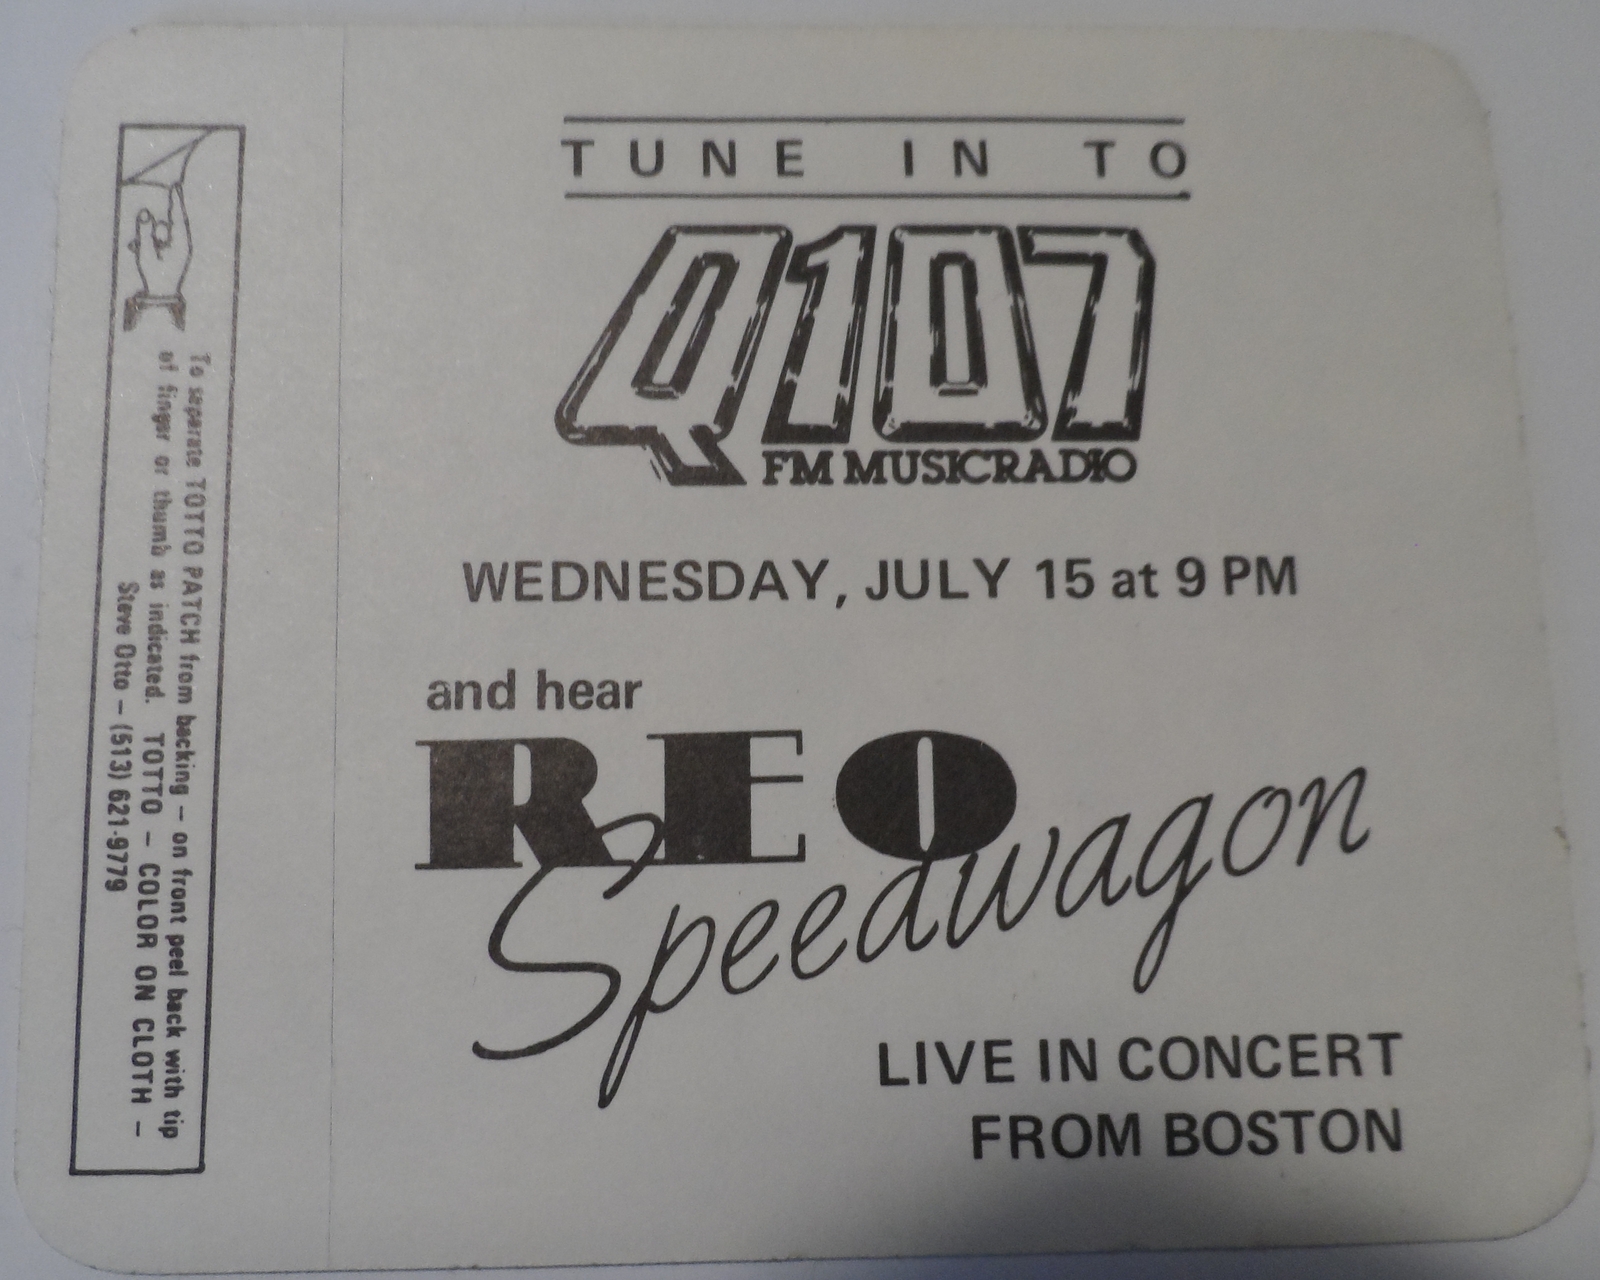 TUNE IN TO
Q107
FM MUSICRADIO
WEDNESDAY, JULY 15 at 9 PM
and hear
REO
Speedwagon
LIVE IN CONCERT
FROM BOSTON
To separate TOTTO PATCH from backing – on front peel back with tip
of finger or thumb as indicated. TOTTO – COLOR ON CLOTH –
Steve Otto – (513) 621-9779